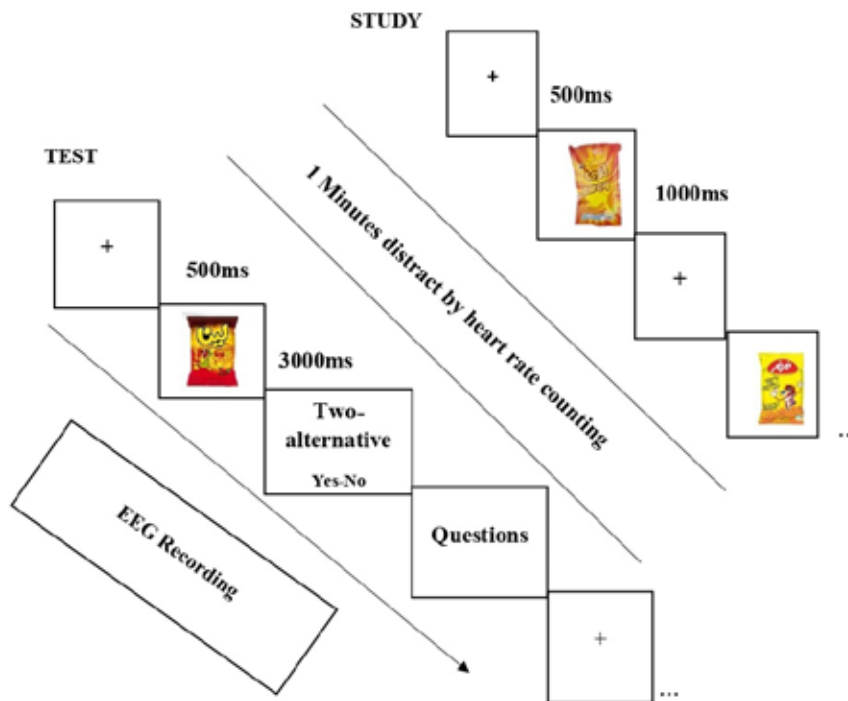 STUDY
+
500ms
1000ms
+
...
1 Minutes distract by heart rate counting
TEST
+
500ms
3000ms
Two-
alternative
Yes-No
Questions
+
...
EEG Recording